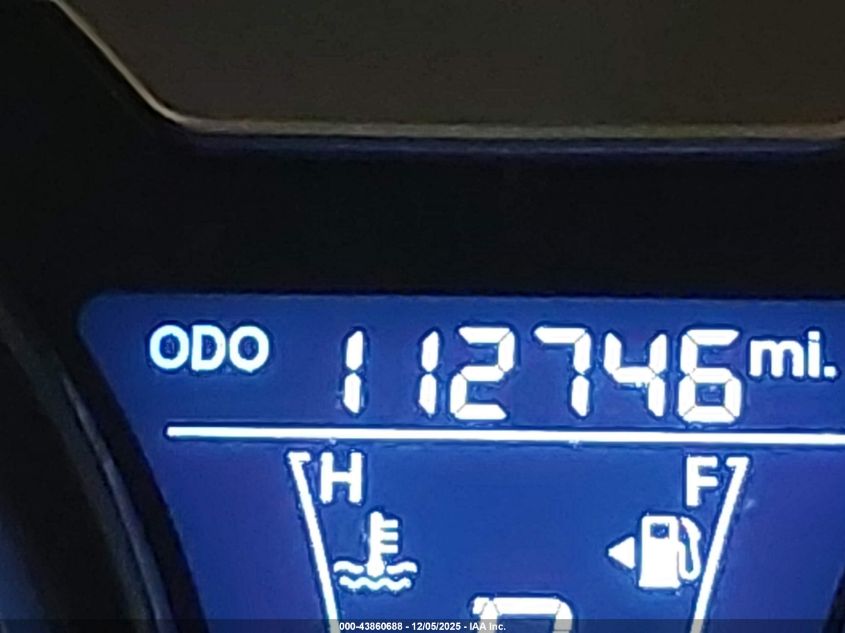 ODO 112746 mi.
H F
000-43860688 - 12/05/2025 - IAA Inc.